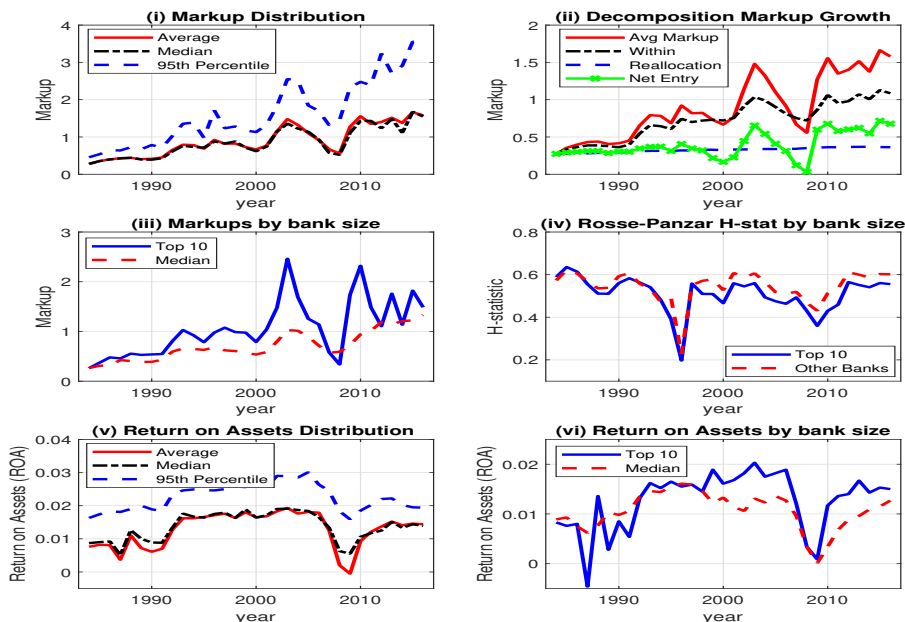 (i) Markup Distribution
Markup
4
3
2
1
0
Average
Median
95th Percentile
1990
2000
2010
year
(ii) Decomposition Markup Growth
Markup
2
1.5
1
0.5
0
Avg Markup
Within
Reallocation
Net Entry
1990
2000
2010
year
(iii) Markups by bank size
Markup
3
2
1
0
Top 10
Median
1990
2000
2010
year
(iv) Rosse-Panzar H-stat by bank size
H-statistic
0.8
0.6
0.4
0.2
Top 10
Other Banks
1990
2000
2010
year
(v) Return on Assets Distribution
Return on Assets (ROA)
0.04
0.03
0.02
0.01
0
Average
Median
95th Percentile
1990
2000
2010
year
(vi) Return on Assets by bank size
Return on Assets (ROA)
0.02
0.01
0
Top 10
Median
1990
2000
2010
year